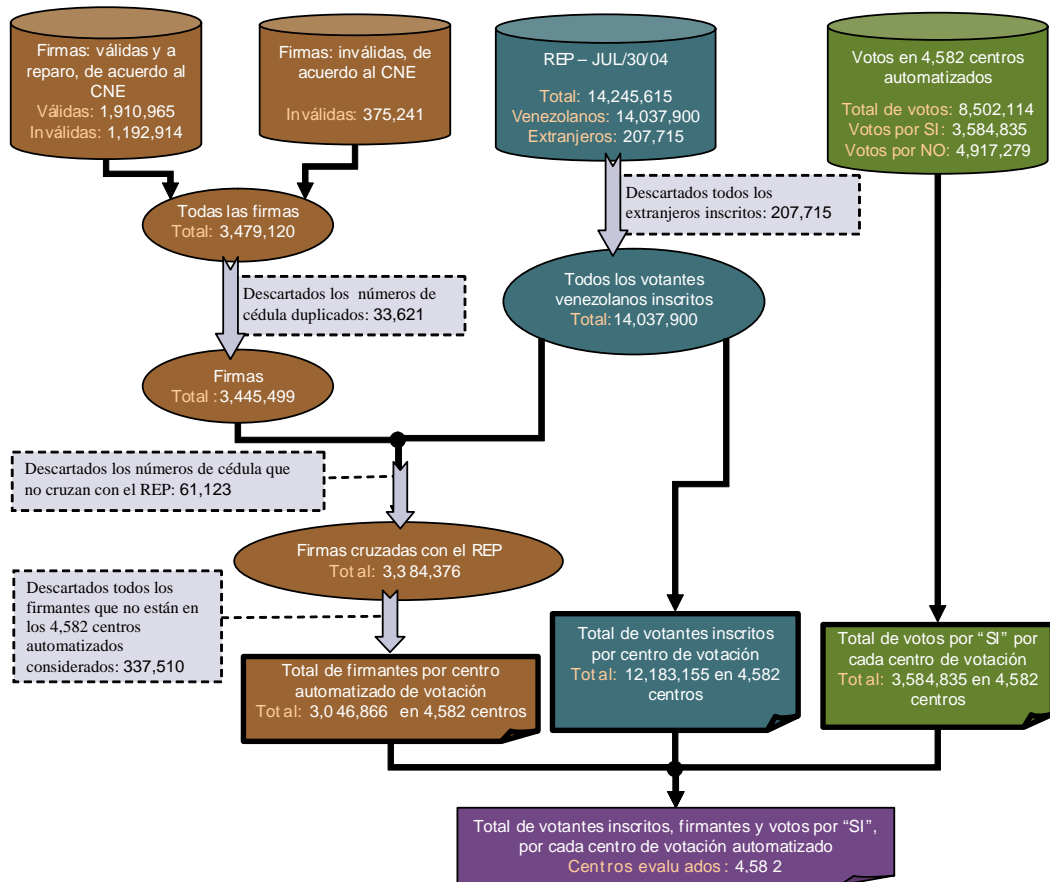 Firmas: válidas y a
reparo, de acuerdo al
CNE
Válidas: 1,910,965
Inválidas: 1,192,914
Firmas: inválidas, de
acuerdo al CNE
Inválidas: 375,241
REP – JUL/30/04
Total: 14,245,615
Venezolanos: 14,037,900
Extranjeros: 207,715
Votos en 4,582 centros
automatizados
Total de votos: 8,502,114
Votos por SI: 3,584,835
Votos por NO: 4,917,279
Descartados todos los
extranjeros inscritos: 207,715
Todas las firmas
Total: 3,479,120
Descartados los números de
cédula duplicados: 33,621
Todos los votantes
venezolanos inscritos
Total: 14,037,900
Firmas
Total : 3,445,499
Descartados los números de cédula que
no cruzan con el REP: 61,123
Firmas cruzadas con el REP
Total: 3,384,376
Descartados todos los
firmantes que no están en
los 4,582 centros
automatizados
considerados: 337,510
Total de firmantes por centro
automatizado de votación
Total: 3,046,866 en 4,582 centros
Total de votantes inscritos
por centro de votación
Total: 12,183,155 en 4,582
centros
Total de votos por “SI” por
cada centro de votación
Total: 3,584,835 en 4,582
centros
Total de votantes inscritos, firmantes y votos por “SI”,
por cada centro de votación automatizado
Centros evaluados: 4,582